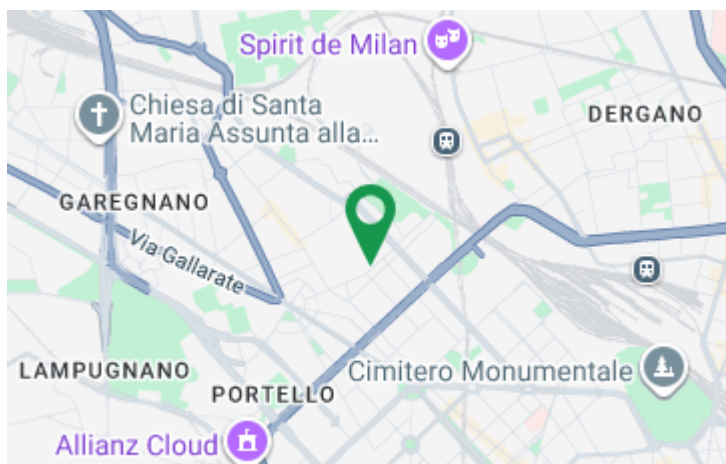 Spirit de Milan
DERGANO
Chiesa di Santa
Maria Assunta alla...
GAREGNANO
Via Gallarate
LAMPUGNANO
PORTELLO
Cimitero Monumentale
Allianz Cloud